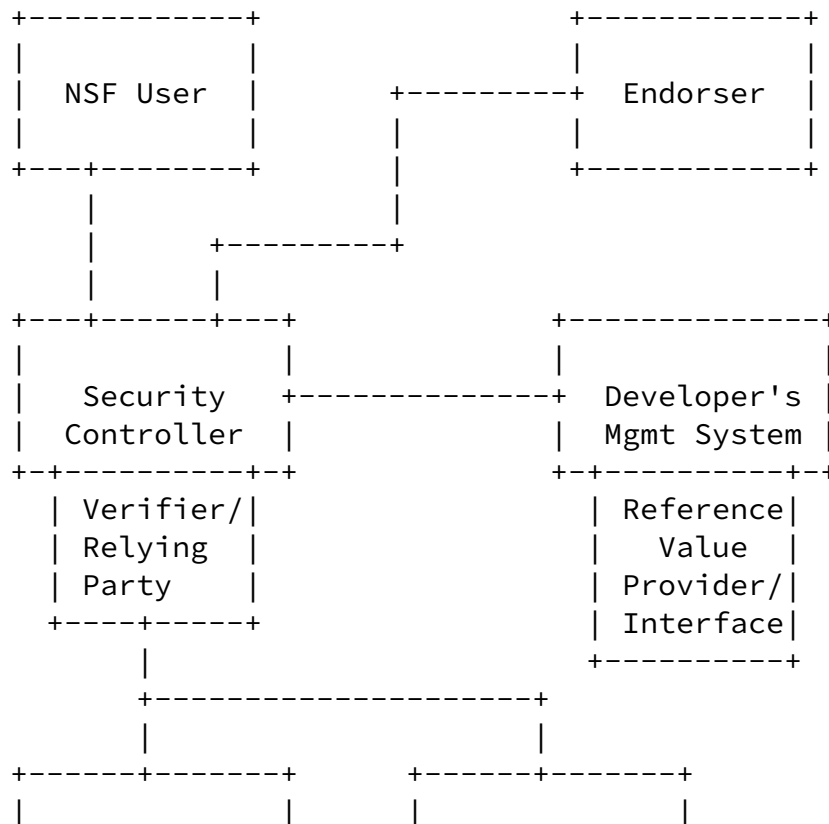 NSF User
Endorser
Security Developer's
Controller Mgmt System
Verifier/ Reference
Relying Value
Party Provider/
Interface